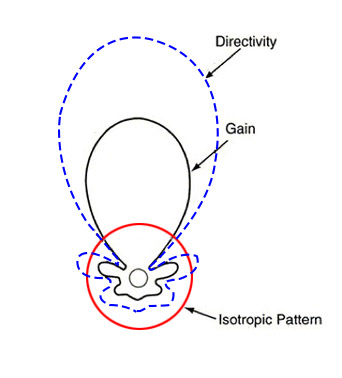 Directivity
Gain
Isotropic Pattern